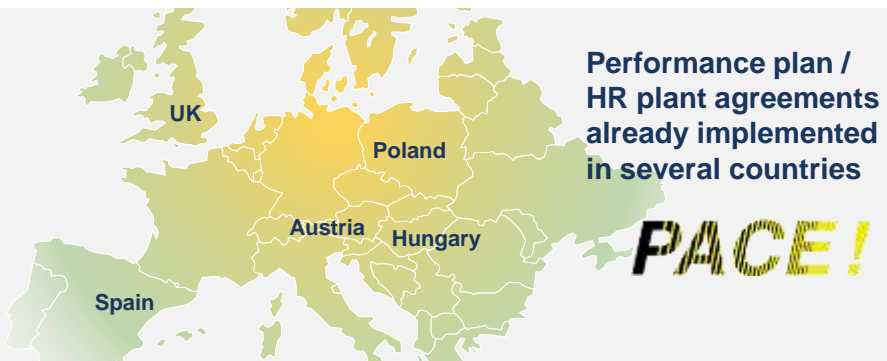 Performance plan /
HR plant agreements
already implemented
in several countries
UK
Poland
Austria
Hungary
Spain
PACE!